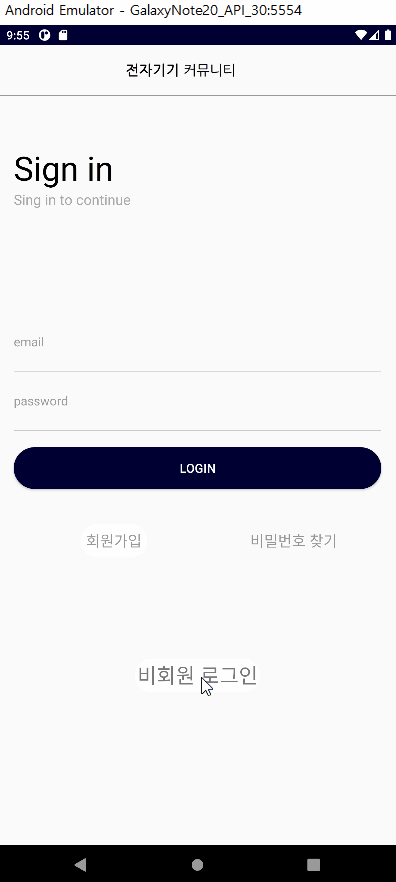 Android Emulator - GalaxyNote20_API_30:5554
9:55
전자기기 커뮤니티
Sign in
Sing in to continue
email
password
LOGIN
회원가입 비밀번호 찾기
비회원 로그인